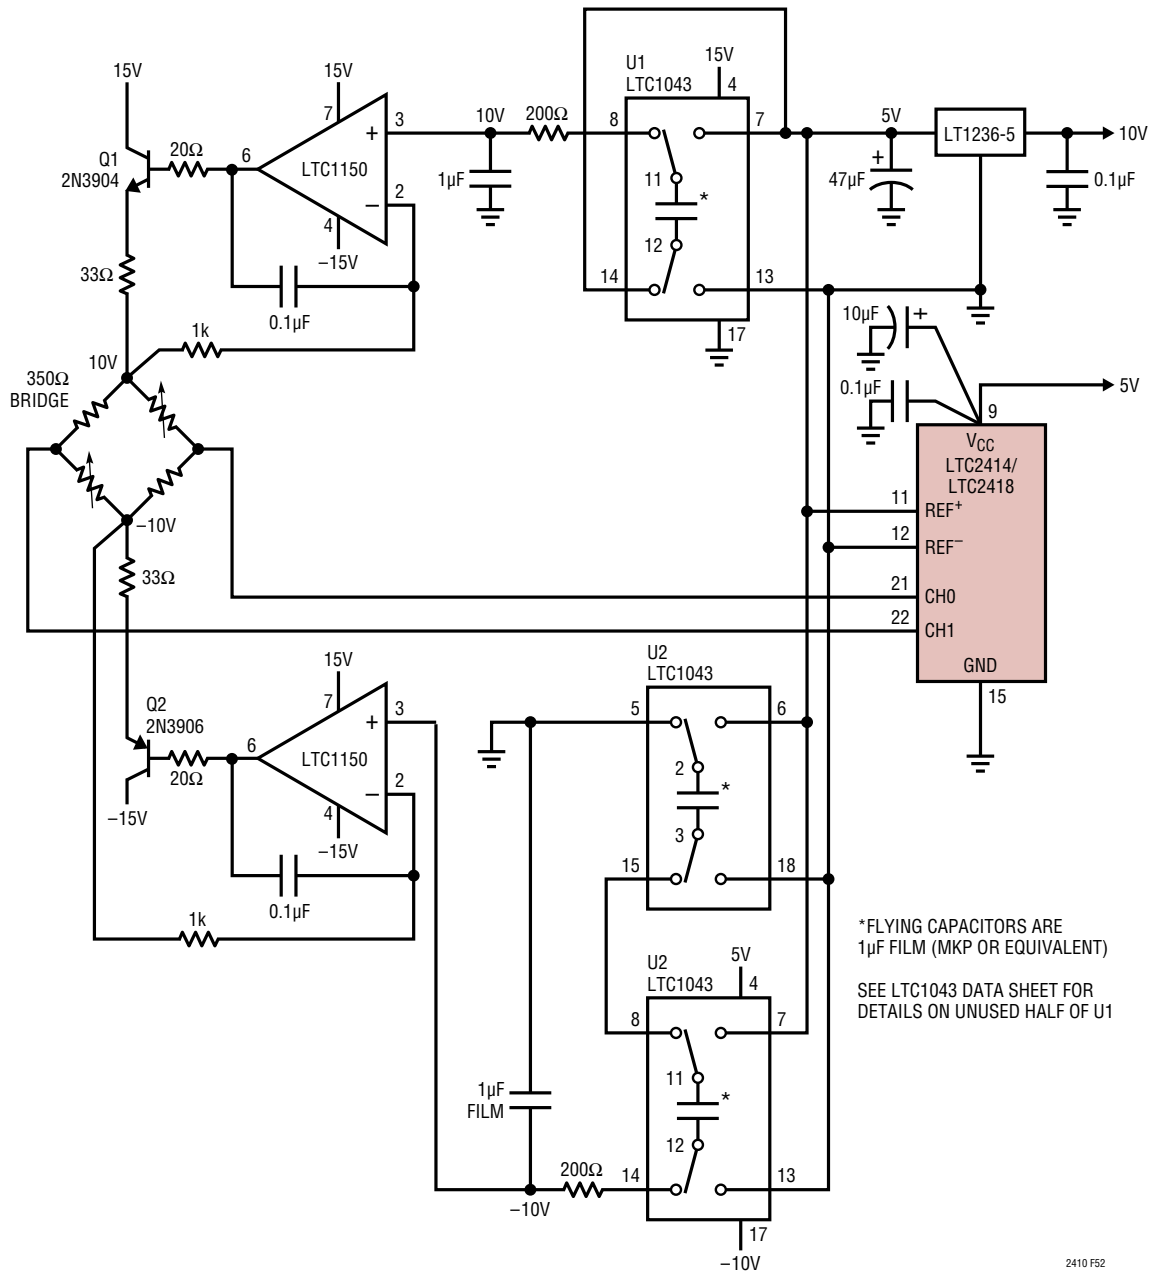 U1
LTC1043
15V
4
15V
15V
7
3
+
10V
200Ω
8
7
5V
LT1236-5
10V
Q1
2N3904
20Ω
6
LTC1150
1µF
11
*
+
47µF
0.1µF
2
–
4
–15V
12
33Ω
0.1µF
14
13
17
1k
10µF
+
10V
350Ω
BRIDGE
0.1µF
5V
9
VCC
LTC2414/
LTC2418
11
REF+
12
REF–
–10V
33Ω
21
CH0
22
CH1
GND
15
U2
LTC1043
15V
7
3
+
5
6
Q2
2N3906
20Ω
6
LTC1150
2
*
2
–
3
4
–15V
–15V
15
18
0.1µF
1k
*FLYING CAPACITORS ARE
1µF FILM (MKP OR EQUIVALENT)
SEE LTC1043 DATA SHEET FOR
DETAILS ON UNUSED HALF OF U1
U2
LTC1043
5V
4
8
7
11
*
1µF
FILM
12
200Ω
14
13
–10V
17
–10V
2410 F52